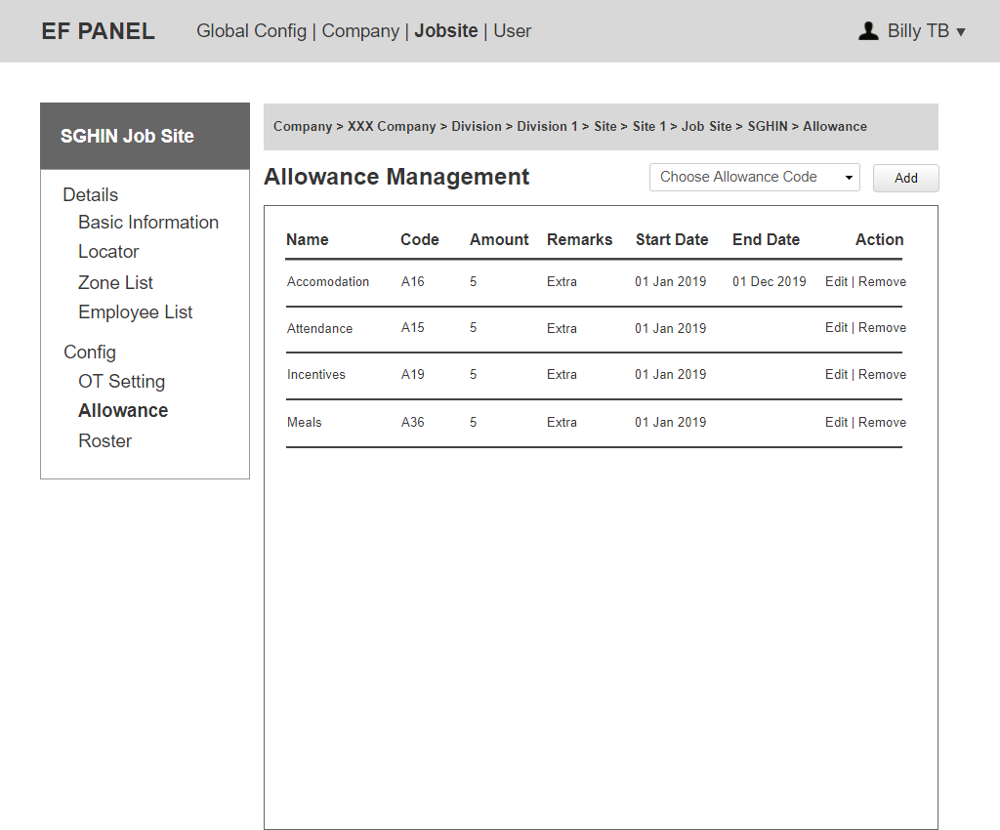 EF PANEL Global Config | Company | Jobsite | User Billy TB
SGHIN Job Site
Details
Basic Information
Locator
Zone List
Employee List
Config
OT Setting
Allowance
Roster
Company > XXX Company > Division > Division 1 > Site > Site 1 > Job Site > SGHIN > Allowance
Allowance Management Choose Allowance Code Add
Name Code Amount Remarks Start Date End Date Action
Accomodation A16 5 Extra 01 Jan 2019 01 Dec 2019 Edit | Remove
Attendance A15 5 Extra 01 Jan 2019 Edit | Remove
Incentives A19 5 Extra 01 Jan 2019 Edit | Remove
Meals A36 5 Extra 01 Jan 2019 Edit | Remove